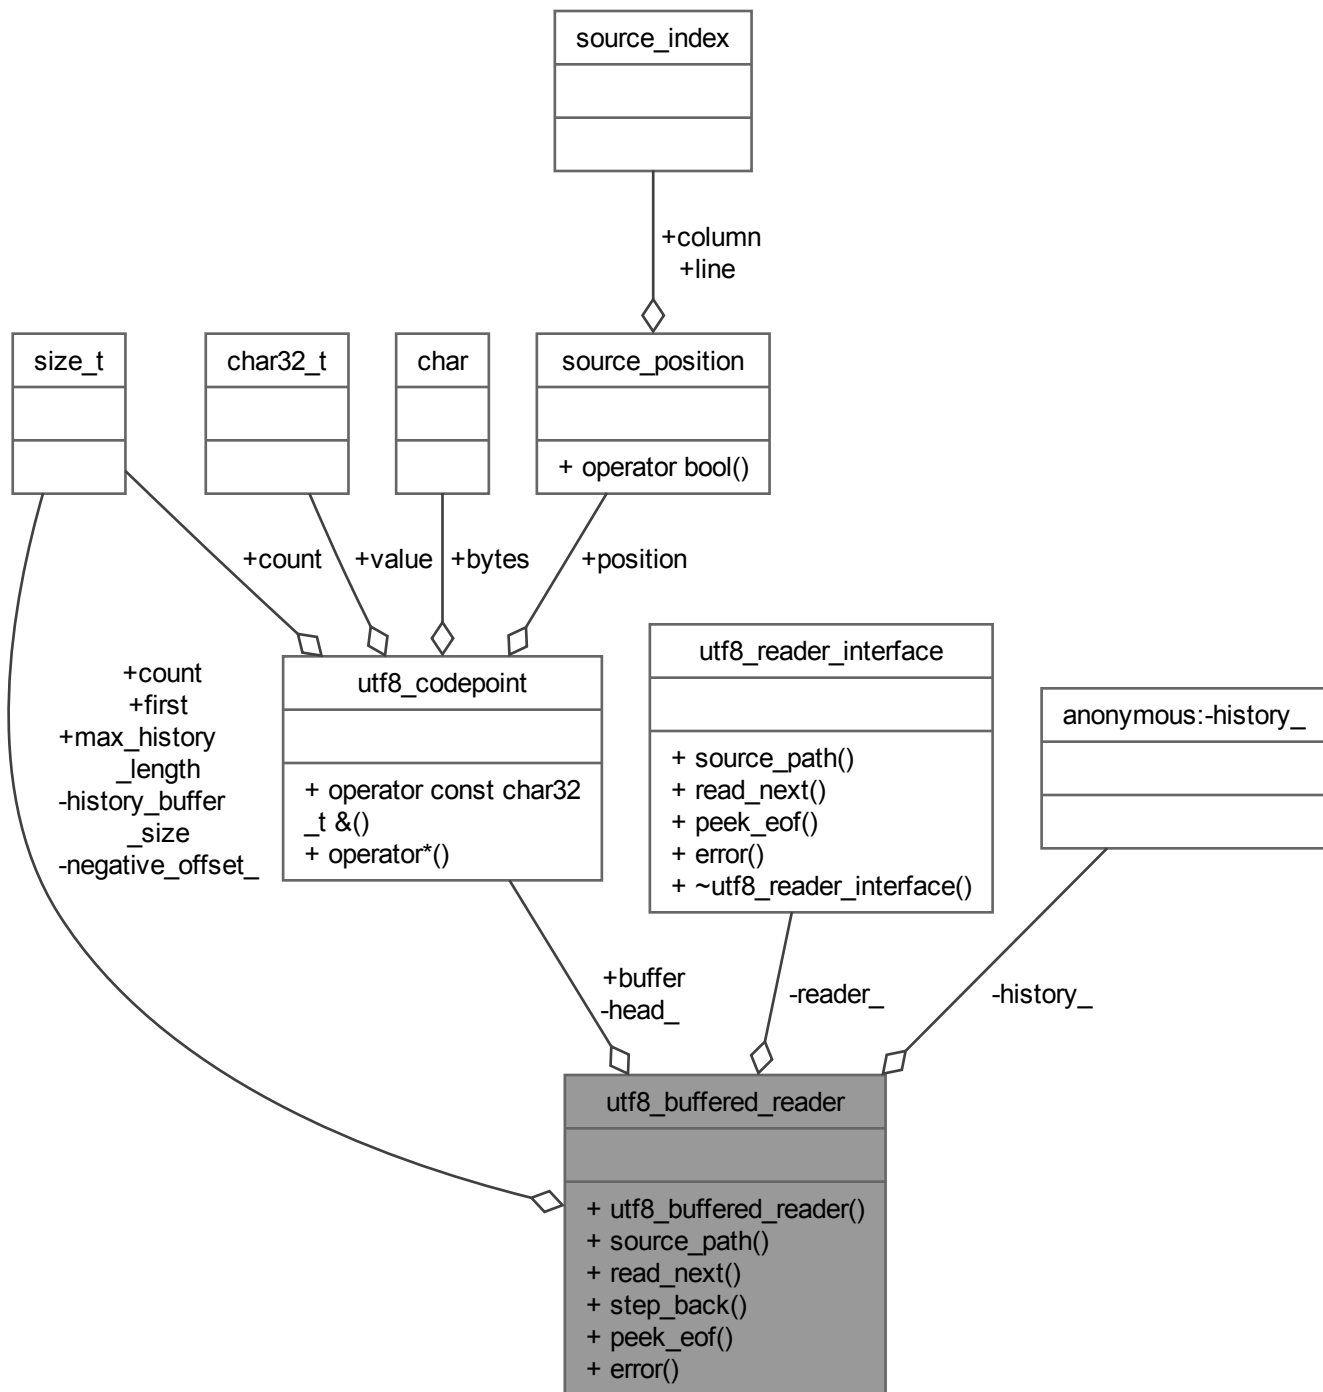 source_index
+column
+line
size_t
char32_t
char
source_position
+ operator bool()
+count
+value
+bytes
+position
+count
+first
+max_history
_length
-history_buffer
_size
-negative_offset_
utf8_codepoint
+ operator const char32
_t &()
+ operator*()
utf8_reader_interface
+ source_path()
+ read_next()
+ peek_eof()
+ error()
+ ~utf8_reader_interface()
anonymous:-history_
+buffer
-head_
-reader_
-history_
utf8_buffered_reader
+ utf8_buffered_reader()
+ source_path()
+ read_next()
+ step_back()
+ peek_eof()
+ error()